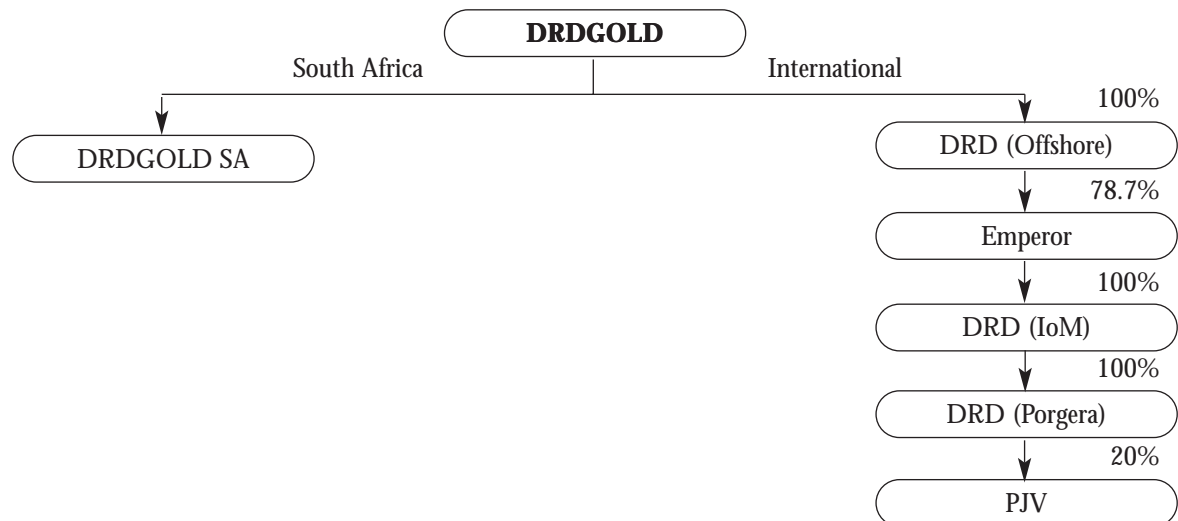 DRDGOLD
South Africa
International
100%
DRDGOLD SA
DRD (Offshore)
78.7%
Emperor
100%
DRD (IoM)
100%
DRD (Porgera)
20%
PJV